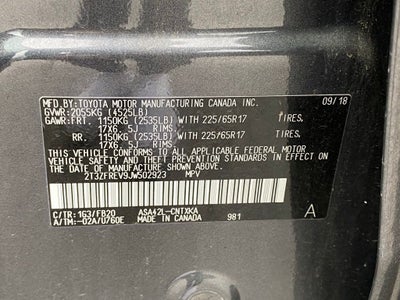 MFD.BY:TOYOTA MOTOR MANUFACTURING CANADA INC. 09/18
GVWR:2055KG (4525LB)
GAWR:FRT. 1150KG (2535LB) WITH 225/65R17 TIRES,
17X6. 5J RIMS,
RR. 1150KG (2535LB) WITH 225/65R17 TIRES,
17X6. 5J RIMS,
THIS VEHICLE CONFORMS TO ALL APPLICABLE
FEDERAL MOTOR VEHICLE SAFETY AND
THEFT PREVENTION STANDARDS IN EFFECT ON
THE DATE OF MANUFACTURE SHOWN ABOVE.
2T3ZFREV9JW502923 MPV
C/TR:1G3/FB20 ASA42L-CNTXKA
A/TM:-02A/U760E MADE IN CANADA 981 A